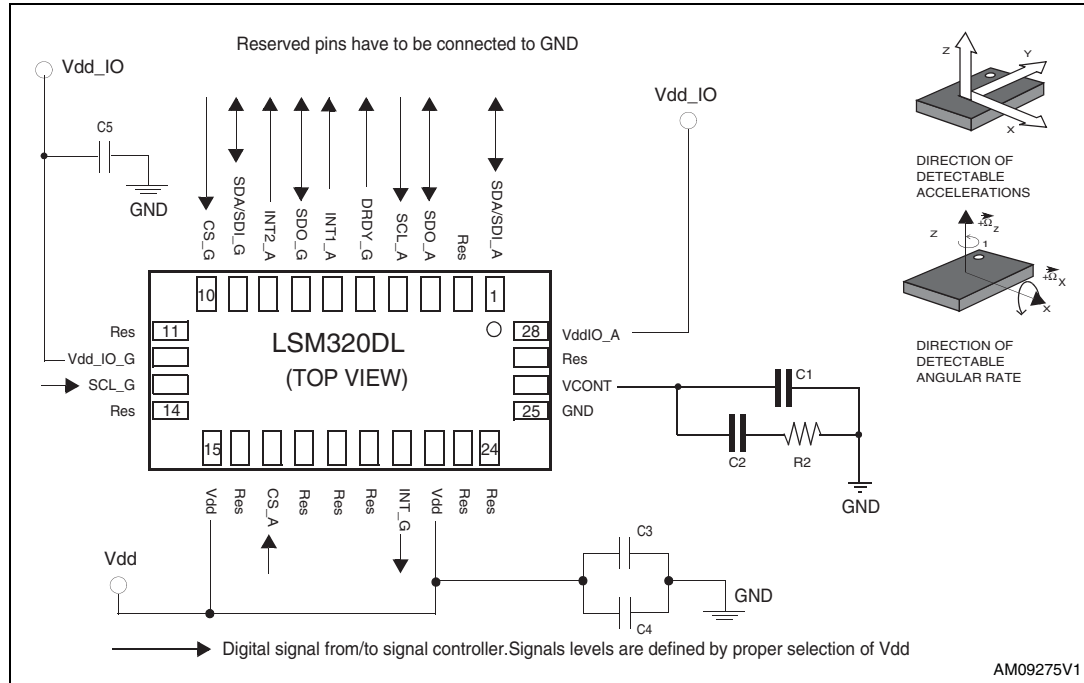 Reserved pins have to be connected to GND
Vdd_IO
C5
GND
CS_G
SDA/SDI_G
INT2_A
SDO_G
INT1_A
DRDY_G
SCL_A
SDO_A
Res
SDA/SDI_A
Vdd_IO
Z
Y
X
DIRECTION OF
DETECTABLE
ACCELERATIONS
10
1
Res
11
Vdd_IO_G
SCL_G
Res
14
LSM320DL
(TOP VIEW)
28
VddIO_A
Res
VCONT
25
GND
C1
C2
R2
GND
Z
+Ω
z
1
+Ω
X
X
DIRECTION OF
DETECTABLE
ANGULAR RATE
15
24
Vdd
Res
CS_A
Res
Res
Res
INT_G
Vdd
Res
Res
Vdd
C3
C4
GND
Digital signal from/to signal controller.Signals levels are defined by proper selection of Vdd
AM09275V1